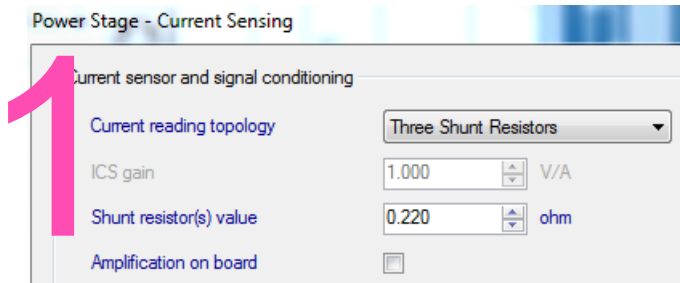 Power Stage - Current Sensing
1
Current sensor and signal conditioning
Current reading topology Three Shunt Resistors
ICS gain 1.000 V/A
Shunt resistor(s) value 0.220 ohm
Amplification on board